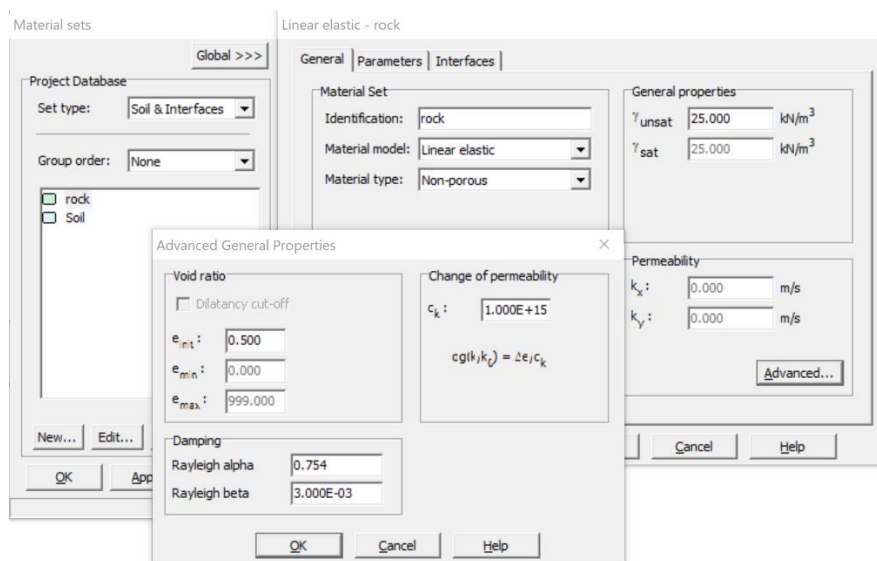 Material sets
Global >>>
Project Database
Set type: Soil & Interfaces
Group order: None
rock
Soil
New... Edit...
OK App
Linear elastic - rock
General Parameters Interfaces
Material Set
Identification: rock
Material model: Linear elastic
Material type: Non-porous
General properties
γunsat 25.000 kN/m³
γsat 25.000 kN/m³
Permeability
kx: 0.000 m/s
ky: 0.000 m/s
Advanced...
Cancel Help
Advanced General Properties
Void ratio
Dilatancy cut-off
einit: 0.500
emin: 0.000
emax: 999.000
Change of permeability
ck: 1.000E+15
= Δe/ck
Damping
Rayleigh alpha 0.754
Rayleigh beta 3.000E-03
OK Cancel Help